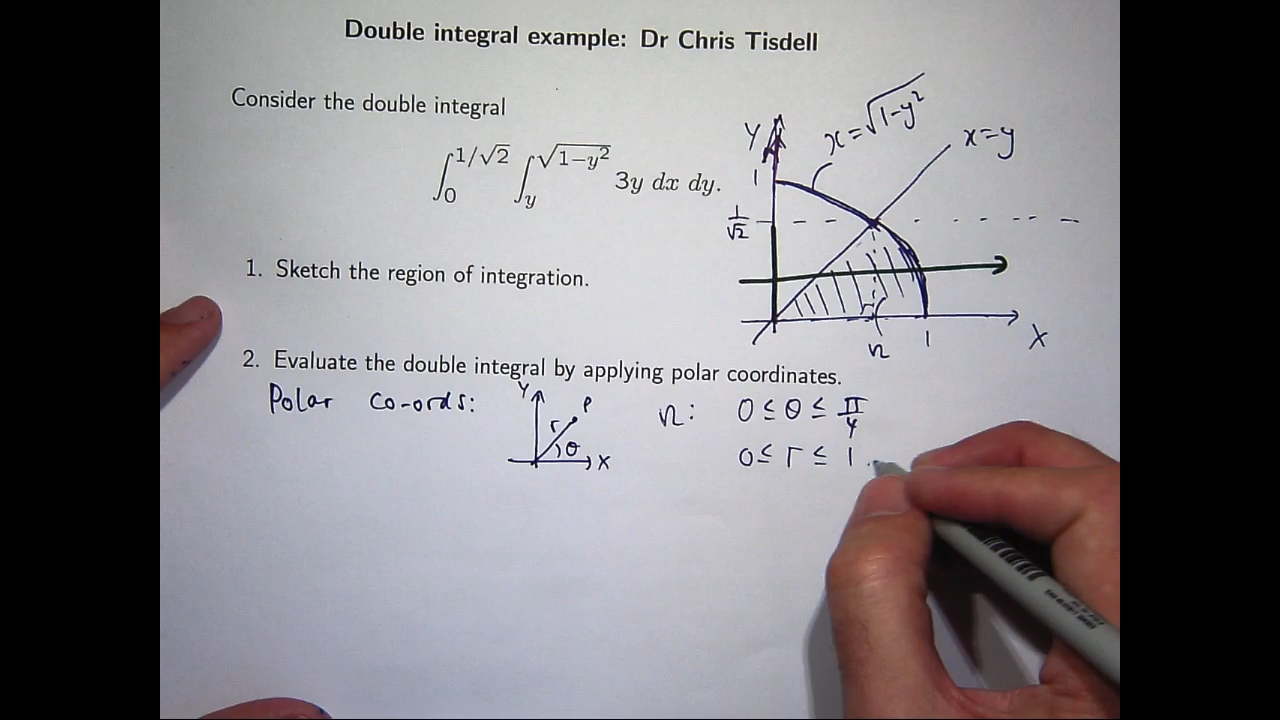 Double integral example: Dr Chris Tisdell
Consider the double integral
∫₀^{1/√2} ∫_y^{√(1−y²)} 3y dx dy.
Y
x=√(1-y²)
x=y
1
1/√2
1
X
Ω
1. Sketch the region of integration.
2. Evaluate the double integral by applying polar coordinates.
Polar co-ords:
Y
P
r
θ
X
Ω: 0 ≤ θ ≤ π/4
0 ≤ r ≤ 1